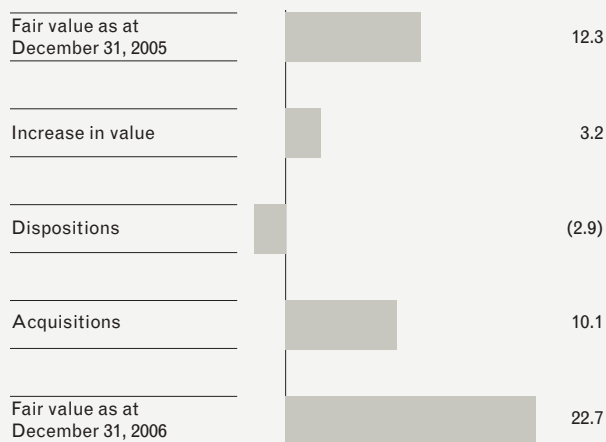 Fair value as at
December 31, 2005
12.3
Increase in value
3.2
Dispositions
(2.9)
Acquisitions
10.1
Fair value as at
December 31, 2006
22.7